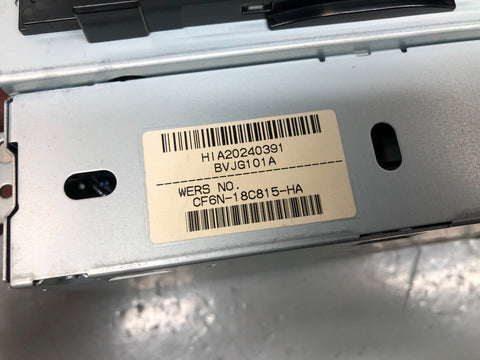 HIA20240391
BVJG101A
WERS NO.
CF6N-18C815-HA